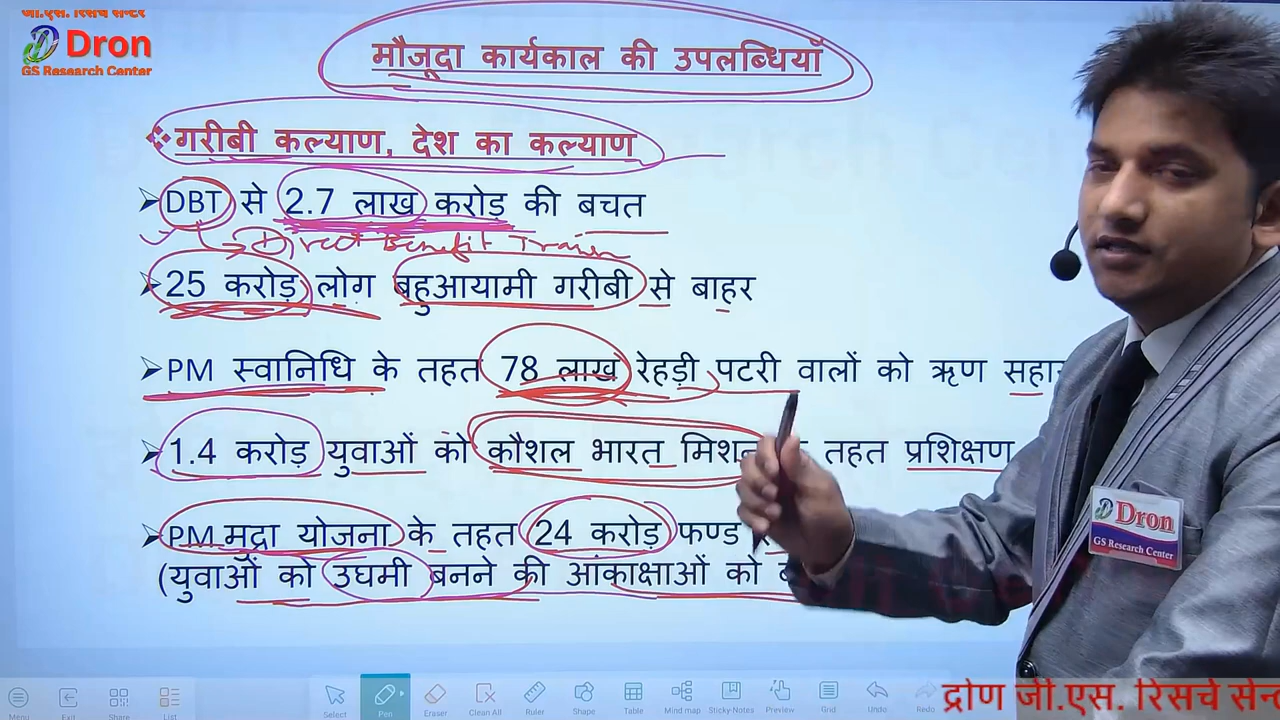 जी.एस. रिसर्च सेन्टर
Dron
GS Research Center
मौजूदा कार्यकाल की उपलब्धियाँ
❖गरीबी कल्याण, देश का कल्याण
➢DBT से 2.7 लाख करोड़ की बचत
Direct Benefit
➢25 करोड़ लोग बहुआयामी गरीबी से बाहर
➢PM स्वानिधि के तहत 78 लाख रेहड़ी पटरी वालों को ऋण
➢1.4 करोड़ युवाओं को कौशल भारत मिशन तहत प्रशिक्षण
➢PM मुद्रा योजना के तहत 24 करोड़ फण्ड
(युवाओं को उघमी बनने की आंकाक्षाओं को
Dron
GS Research Center
Menu Exit Share List Select Pen Eraser Clean All Ruler Shape Table Mind map Sticky-Notes Preview Grid Undo Redo
द्रोण जी.एस. रिसर्च